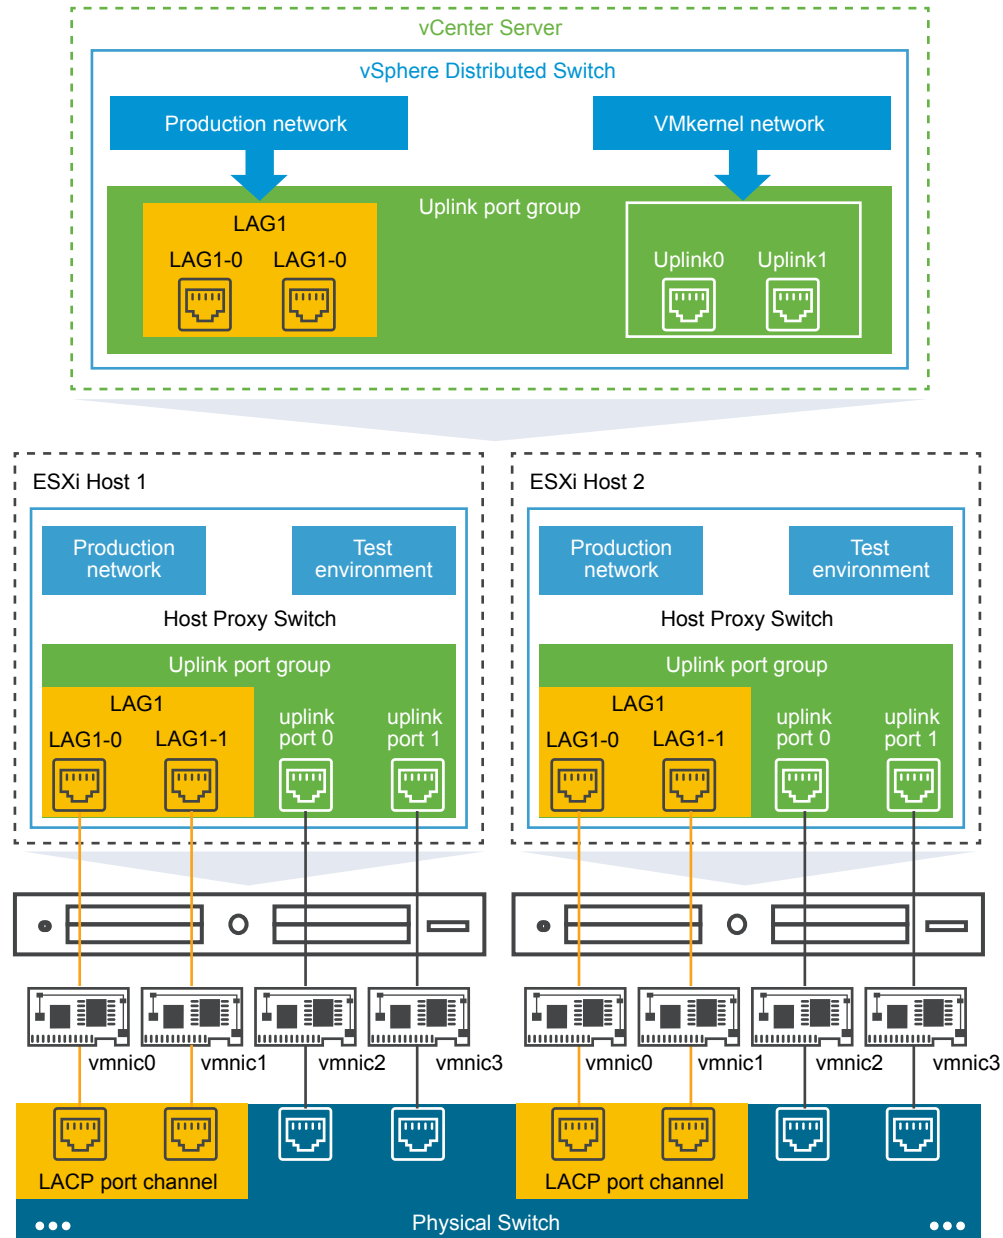 vCenter Server
vSphere Distributed Switch
Production network
VMkernel network
Uplink port group
LAG1
LAG1-0 LAG1-0
Uplink0 Uplink1
ESXi Host 1
Production
network
Test
environment
Host Proxy Switch
Uplink port group
LAG1
LAG1-0 LAG1-1
uplink
port 0
uplink
port 1
ESXi Host 2
Production
network
Test
environment
Host Proxy Switch
Uplink port group
LAG1
LAG1-0 LAG1-1
uplink
port 0
uplink
port 1
vmnic0 vmnic1 vmnic2 vmnic3
vmnic0 vmnic1 vmnic2 vmnic3
LACP port channel
LACP port channel
Physical Switch